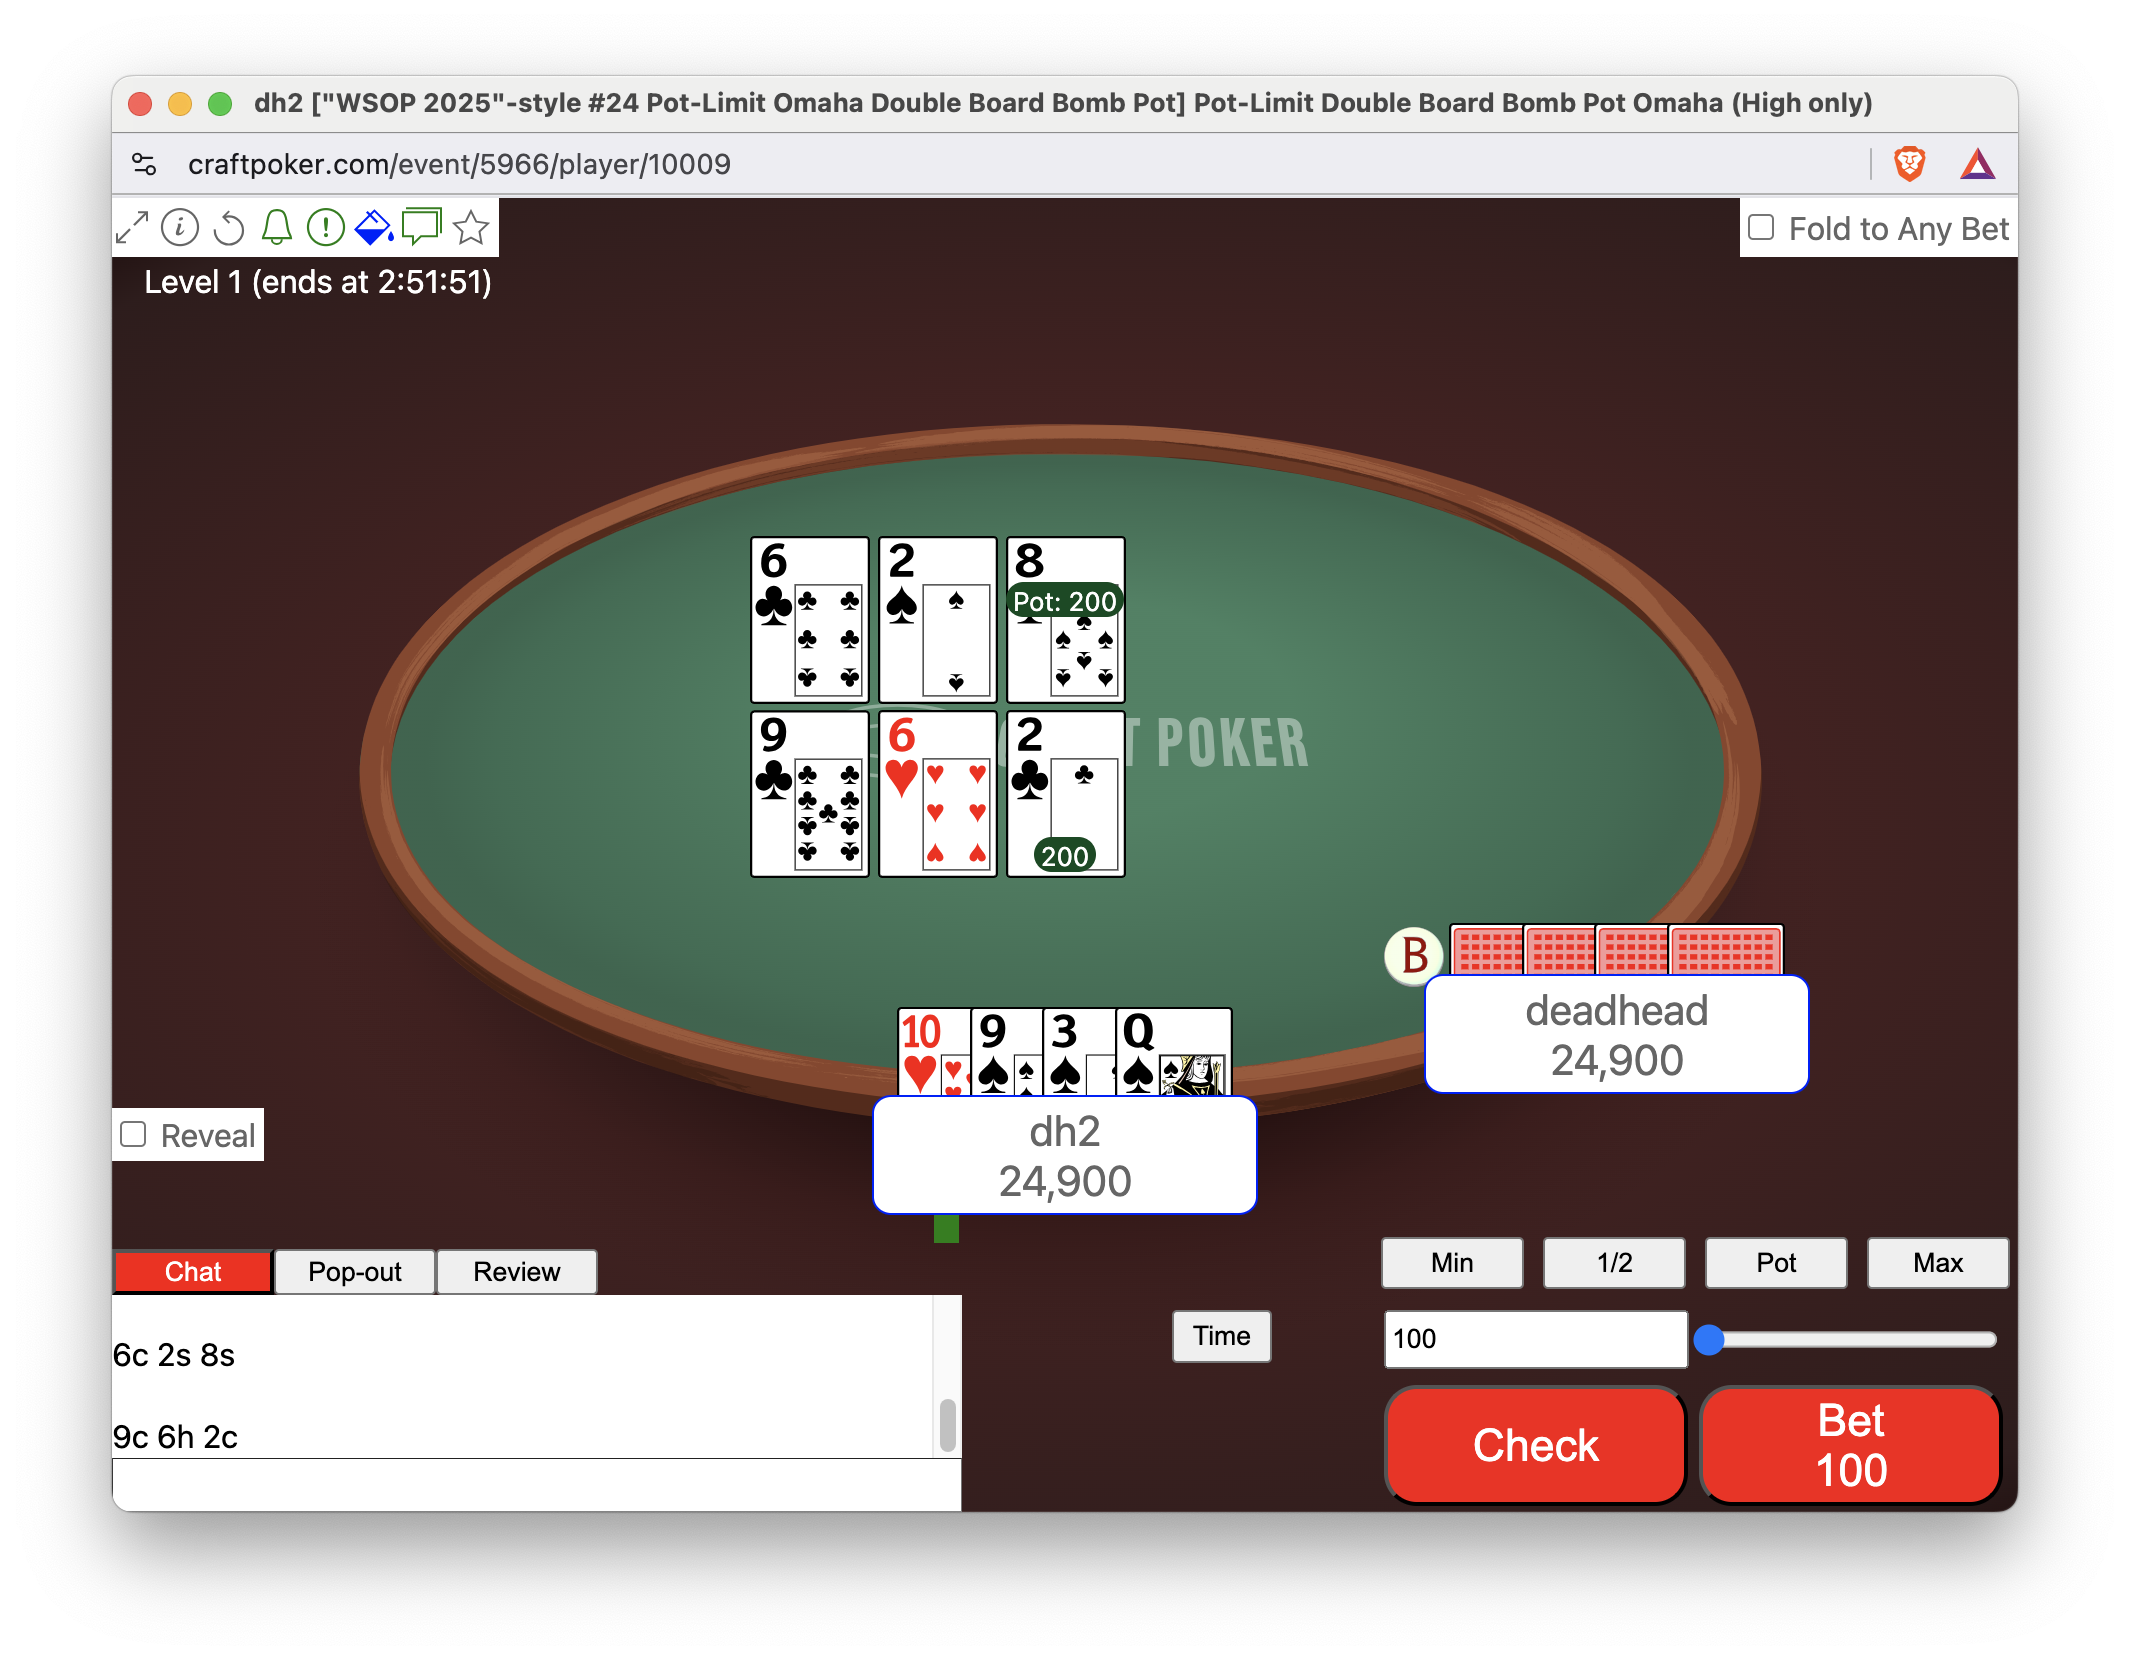 dh2 ["WSOP 2025"-style #24 Pot-Limit Omaha Double Board Bomb Pot] Pot-Limit Double Board Bomb Pot Omaha (High only)
craftpoker.com/event/5966/player/10009
Fold to Any Bet
Level 1 (ends at 2:51:51)
6 2 8
Pot: 200
9 6 2
T POKER
200
B
deadhead
24,900
10 9 3 Q
dh2
24,900
Reveal
Chat Pop-out Review
Min 1/2 Pot Max
6c 2s 8s
9c 6h 2c
Time
100
Check
Bet
100